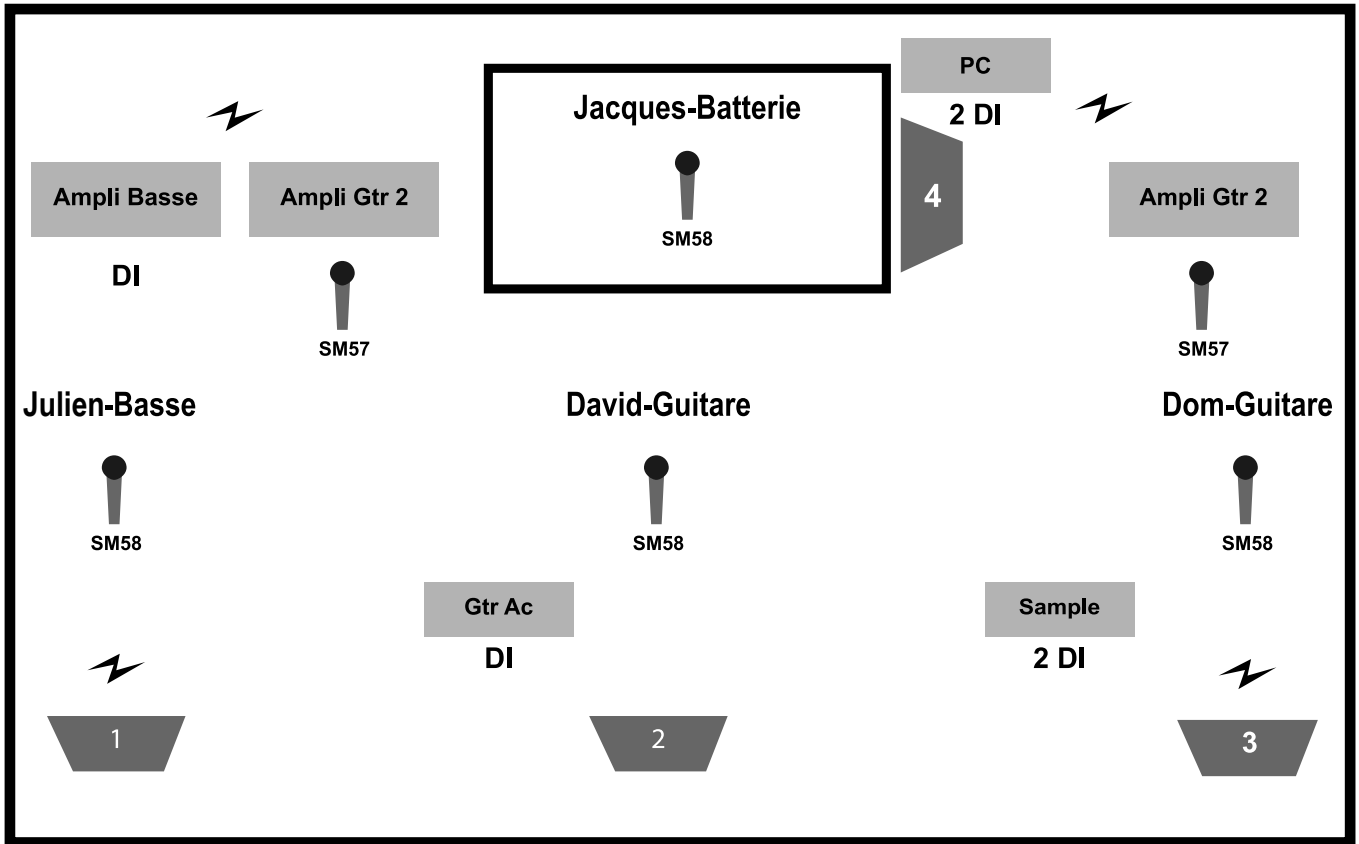 PC
Jacques-Batterie
2 DI
Ampli Basse
Ampli Gtr 2
4
Ampli Gtr 2
SM58
DI
SM57
SM57
Julien-Basse
David-Guitare
Dom-Guitare
SM58
SM58
SM58
Gtr Ac
Sample
DI
2 DI
1
2
3